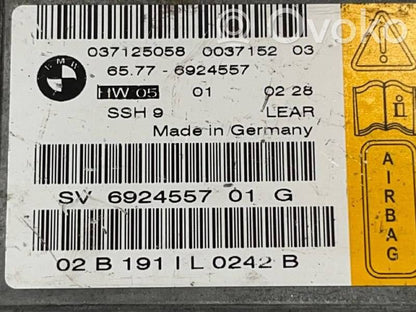 Ovoko
037125058 0037152 03
BMW
65.77 - 6924557
HW 05 01 02 28
SSH 9 LEAR
Made in Germany
SV 6924557 01 G
02 B 191 I L 0242 B
AIRBAG